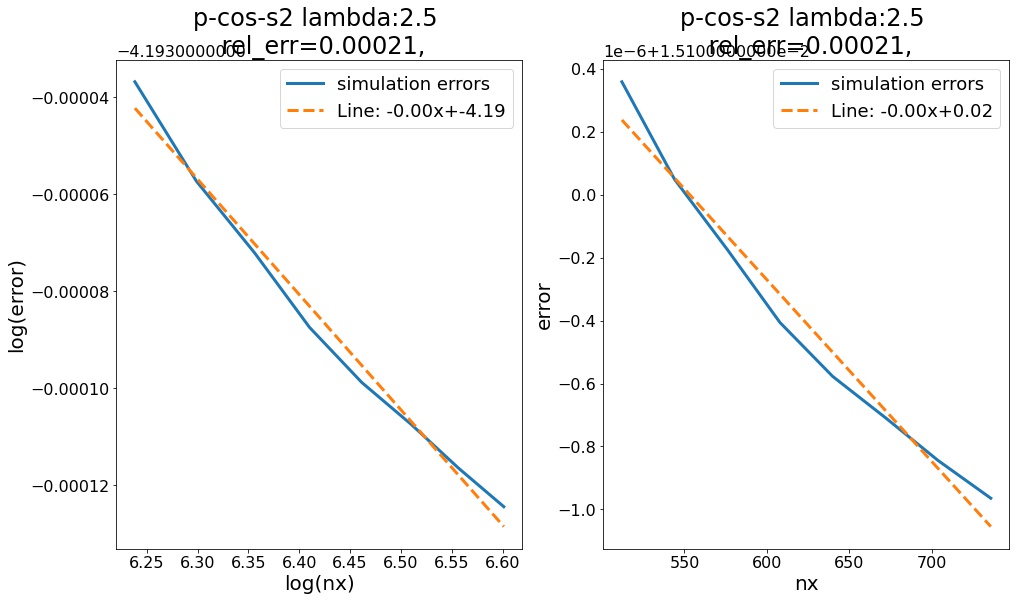 p-cos-s2 lambda:2.5
rel_err=0.00021,
−4.1930000000
simulation errors
Line: -0.00x+-4.19
−0.00004
−0.00006
−0.00008
−0.00010
−0.00012
log(error)
6.25 6.30 6.35 6.40 6.45 6.50 6.55 6.60
log(nx)
p-cos-s2 lambda:2.5
rel_err=0.00021,
1e−6+1.5100000000e−2
simulation errors
Line: -0.00x+0.02
0.4
0.2
0.0
−0.2
−0.4
−0.6
−0.8
−1.0
error
550 600 650 700
nx